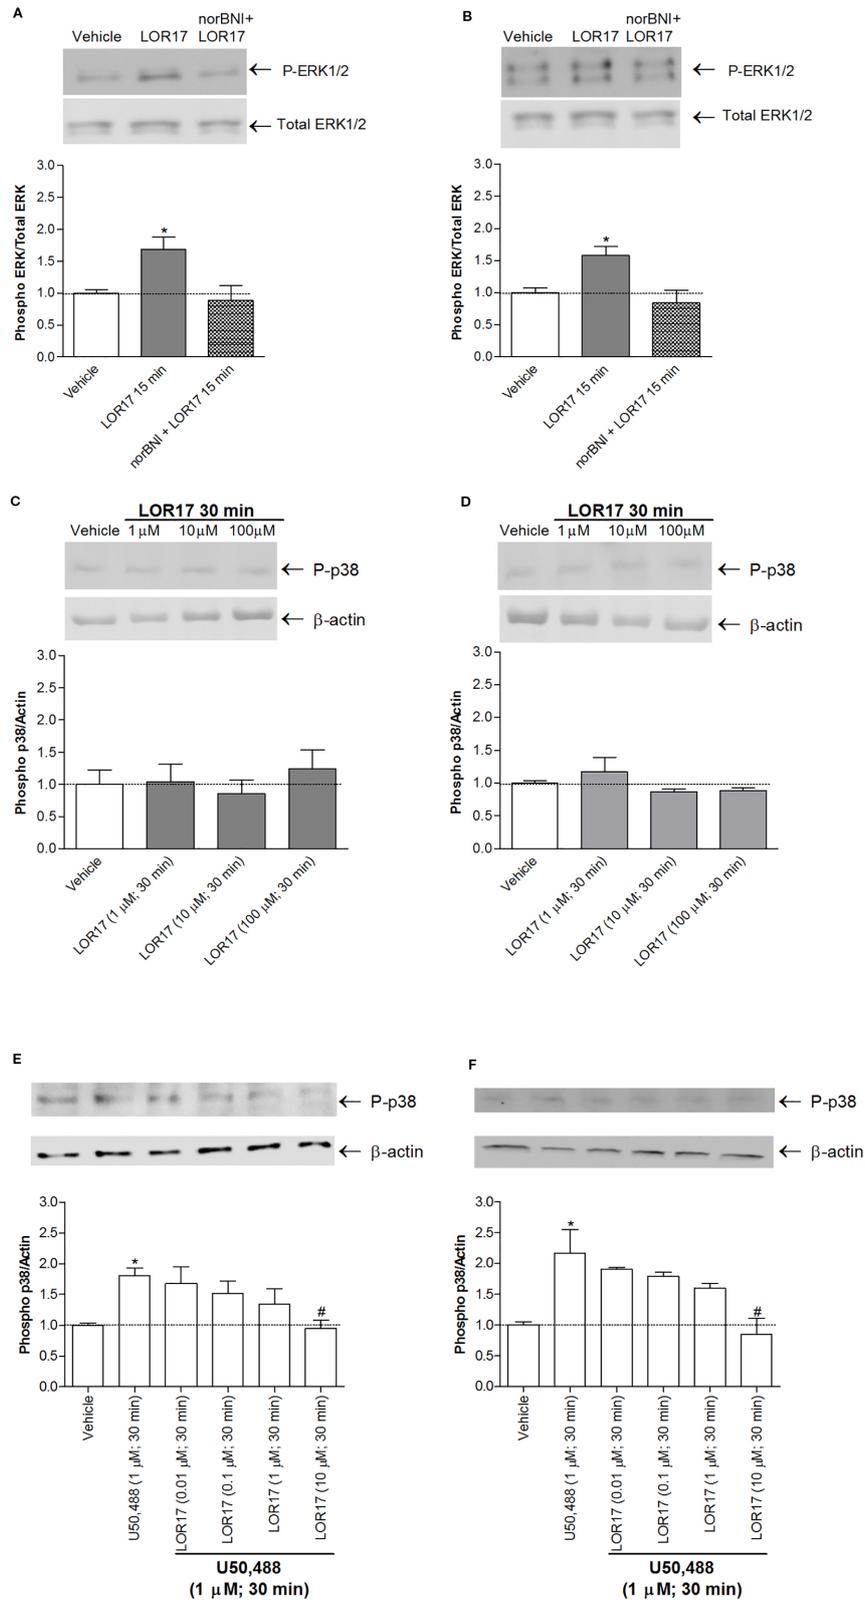 A
Vehicle LOR17 norBNI+ LOR17
P-ERK1/2
Total ERK1/2
Phospho ERK/Total ERK
3.0
2.5
2.0
1.5
1.0
0.5
0.0
*
Vehicle
LOR17 15 min
norBNI + LOR17 15 min
B
Vehicle LOR17 norBNI+ LOR17
P-ERK1/2
Total ERK1/2
Phospho ERK/Total ERK
3.0
2.5
2.0
1.5
1.0
0.5
0.0
*
Vehicle
LOR17 15 min
norBNI + LOR17 15 min
C
LOR17 30 min
Vehicle 1 μM 10 μM 100μM
P-p38
β-actin
Phospho p38/Actin
3.0
2.5
2.0
1.5
1.0
0.5
0.0
Vehicle
LOR17 (1 μM; 30 min)
LOR17 (10 μM; 30 min)
LOR17 (100 μM; 30 min)
D
LOR17 30 min
Vehicle 1 μM 10 μM 100μM
P-p38
β-actin
Phospho p38/Actin
3.0
2.5
2.0
1.5
1.0
0.5
0.0
Vehicle
LOR17 (1 μM; 30 min)
LOR17 (10 μM; 30 min)
LOR17 (100 μM; 30 min)
E
P-p38
β-actin
Phospho p38/Actin
3.0
2.5
2.0
1.5
1.0
0.5
0.0
*
#
Vehicle
U50,488 (1 μM; 30 min)
LOR17 (0.01 μM; 30 min)
LOR17 (0.1 μM; 30 min)
LOR17 (1 μM; 30 min)
LOR17 (10 μM; 30 min)
U50,488
(1 μM; 30 min)
F
P-p38
β-actin
Phospho p38/Actin
3.0
2.5
2.0
1.5
1.0
0.5
0.0
*
#
Vehicle
U50,488 (1 μM; 30 min)
LOR17 (0.01 μM; 30 min)
LOR17 (0.1 μM; 30 min)
LOR17 (1 μM; 30 min)
LOR17 (10 μM; 30 min)
U50,488
(1 μM; 30 min)